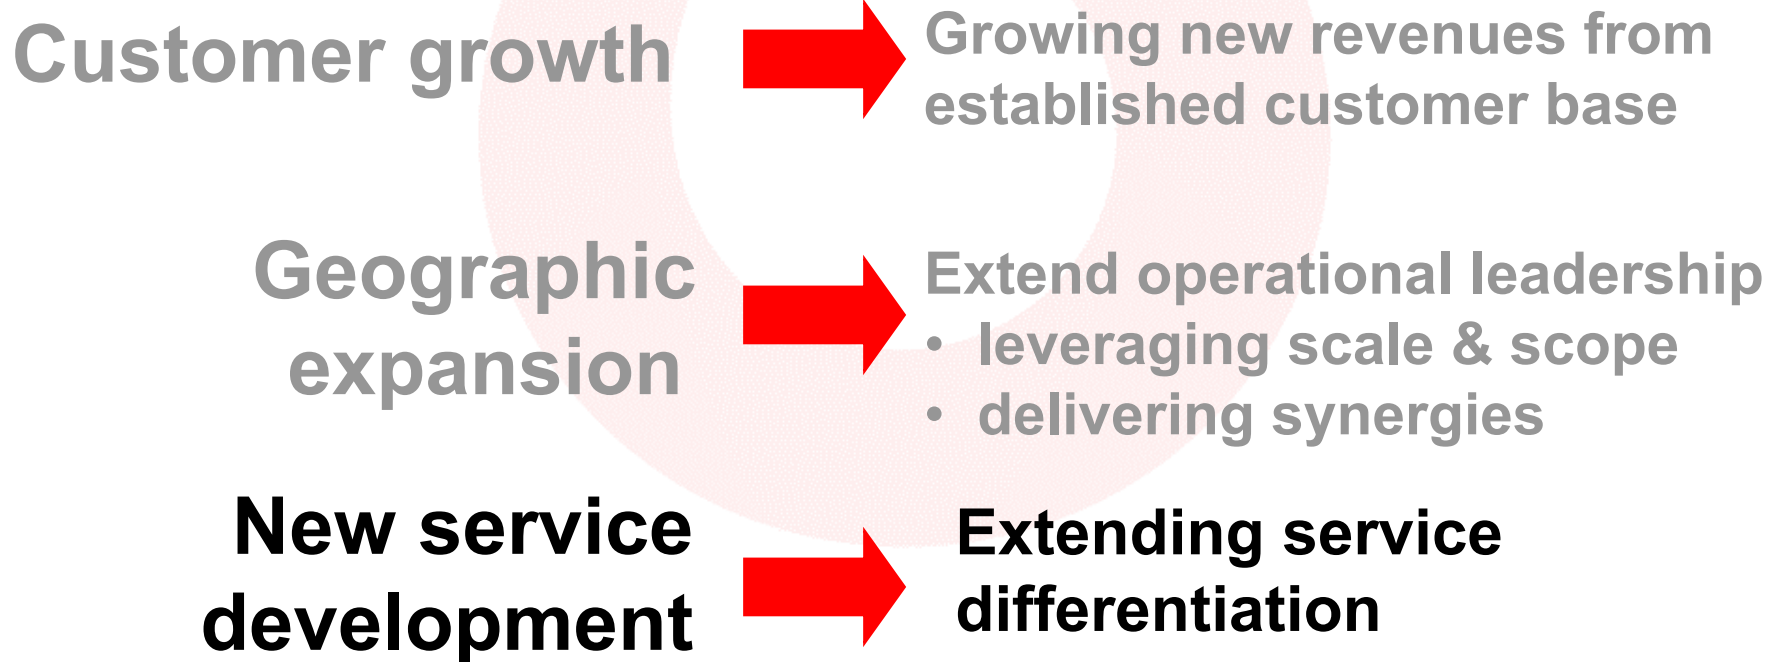 Customer growth
Growing new revenues from
established customer base
Geographic
expansion
Extend operational leadership
• leveraging scale & scope
• delivering synergies
New service
development
Extending service
differentiation